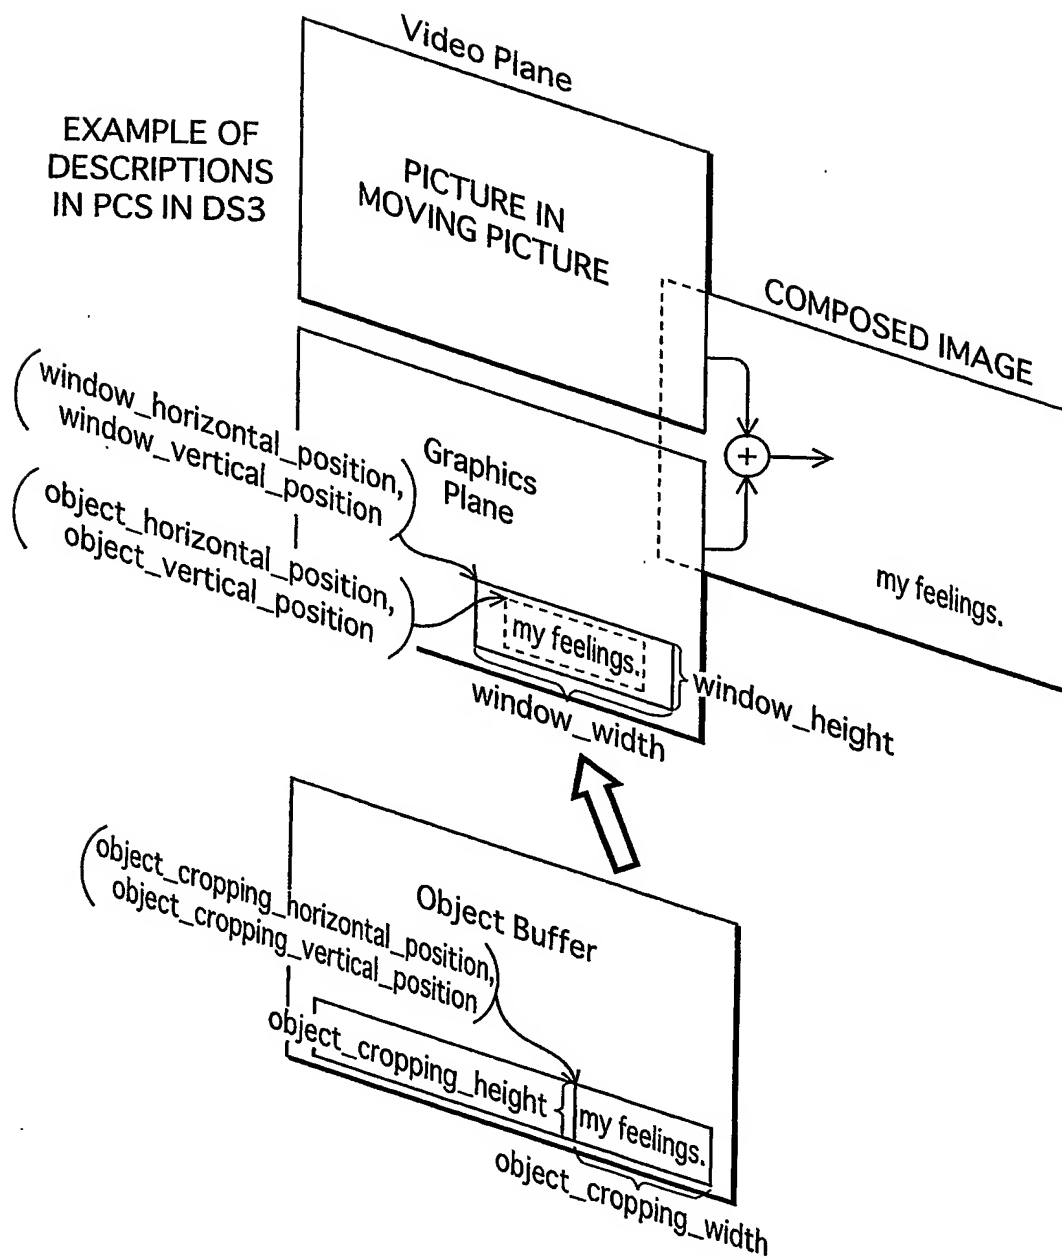 Video Plane
EXAMPLE OF
DESCRIPTIONS
IN PCS IN DS3
PICTURE IN
MOVING PICTURE
COMPOSED IMAGE
(window_horizontal_position,
window_vertical_position)
Graphics
Plane
+
(object_horizontal_position,
object_vertical_position)
my feelings.
my feelings.
window_width
window_height
Object Buffer
(object_cropping_horizontal_position,
object_cropping_vertical_position)
object_cropping_height
my feelings.
object_cropping_width